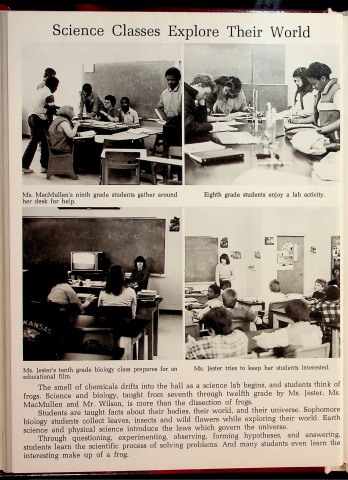 Science Classes Explore Their World
Ms. MacMullen's ninth grade students gather around
her desk for help.
Eighth grade students enjoy a lab activity.
KANSAS
Ms. Jester's tenth grade biology class prepares for an
educational film.
Ms. Jester tries to keep her students interested.
The smell of chemicals drifts into the hall as a science lab begins, and students think of
frogs. Science and biology, taught from seventh through twelfth grade by Ms. Jester, Ms.
MacMullen and Mr. Wilson, is more than the dissection of frogs.
Students are taught facts about their bodies, their world, and their universe. Sophomore
biology students collect leaves, insects and wild flowers while exploring their world. Earth
science and physical science introduce the laws which govern the universe.
Through questioning, experimenting, observing, forming hypotheses, and answering,
students learn the scientific process of solving problems. And many students even learn the
interesting make up of a frog.